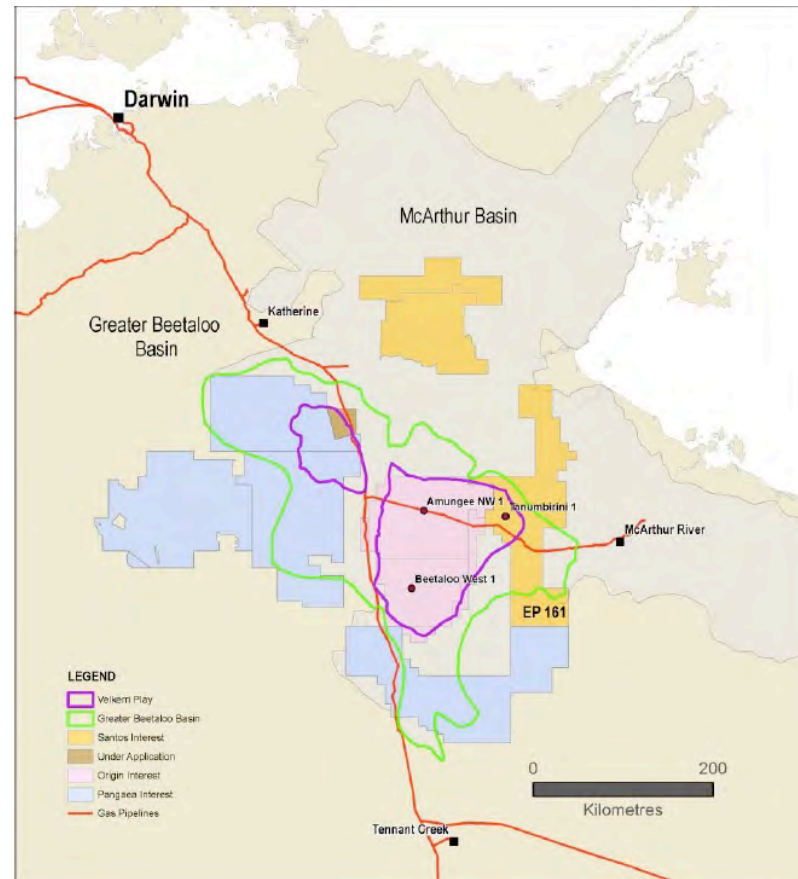 Darwin
McArthur Basin
Katherine
Greater Beetaloo
Basin
Amungee NW 1
Tanumbirini 1
McArthur River
Beetaloo West 1
EP 161
LEGEND
Velkerri Play
Greater Beetaloo Basin
Santos Interest
Under Application
Origin Interest
Pangaea Interest
Gas Pipelines
0
200
Kilometres
Tennant Creek